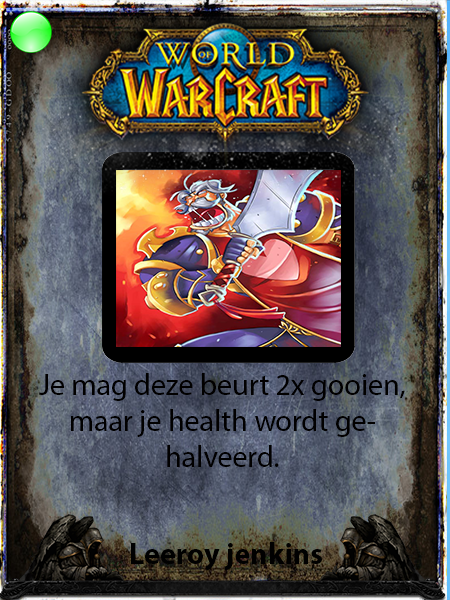 WORLD
OF
WARCRAFT
Je mag deze beurt 2x gooien,
maar je health wordt ge-
halveerd.
Leeroy jenkins